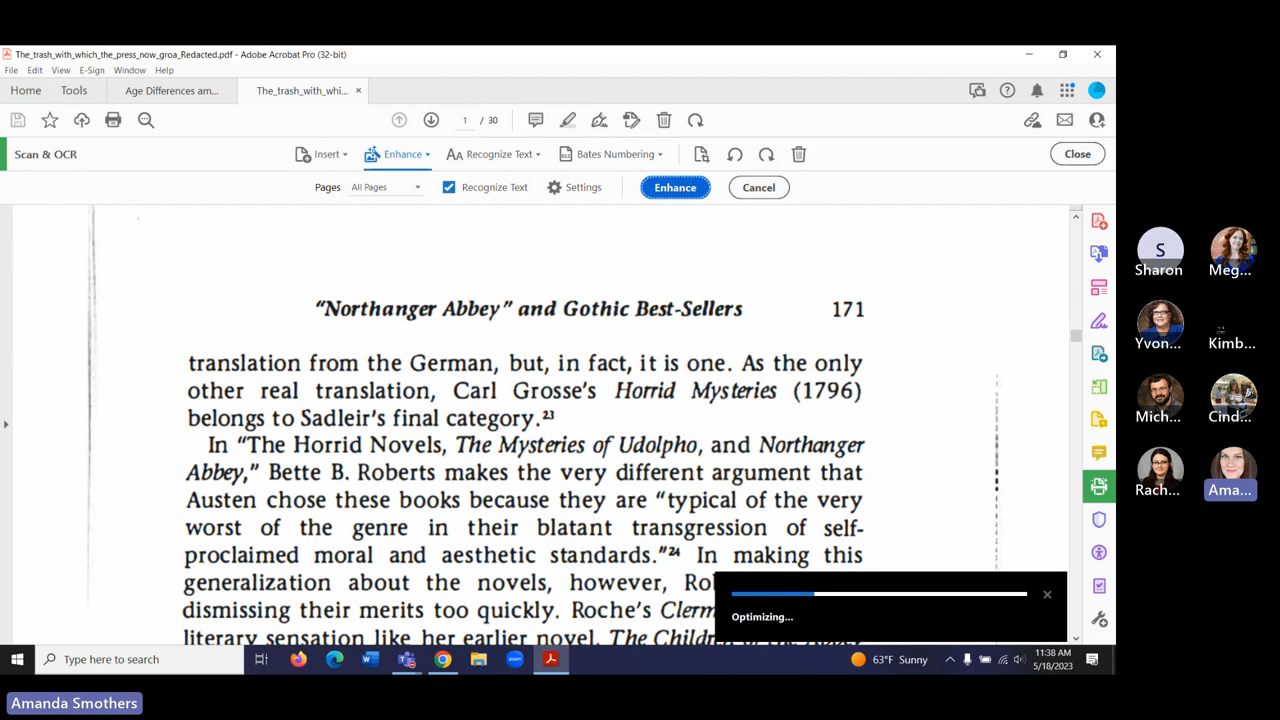 The_trash_with_which_the_press_now_groa_Redacted.pdf - Adobe Acrobat Pro (32-bit)
File Edit View E-Sign Window Help
Home Tools Age Differences am... The_trash_with_whi... ×
1 / 30
Scan & OCR Insert Enhance Recognize Text Bates Numbering Close
Pages All Pages Recognize Text Settings Enhance Cancel
"Northanger Abbey" and Gothic Best-Sellers 171
translation from the German, but, in fact, it is one. As the only
other real translation, Carl Grosse's Horrid Mysteries (1796)
belongs to Sadleir's final category.23
In "The Horrid Novels, The Mysteries of Udolpho, and Northanger
Abbey," Bette B. Roberts makes the very different argument that
Austen chose these books because they are "typical of the very
worst of the genre in their blatant transgression of self-
proclaimed moral and aesthetic standards."24 In making this
generalization about the novels, however,
dismissing their merits too quickly. Roche's
literary sensation like her earlier novel, The
Optimizing...
S
Sharon Meg...
Yvon... Kimb...
Mich... Cind...
Rach... Ama...
Type here to search
63°F Sunny
11:38 AM
5/18/2023
Amanda Smothers